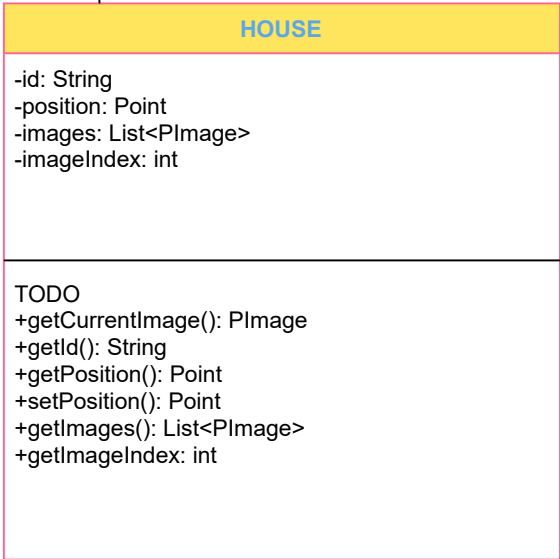 HOUSE
-id: String
-position: Point
-images: List<PImage>
-imageIndex: int
TODO
+getCurrentImage(): PImage
+getId(): String
+getPosition(): Point
+setPosition(): Point
+getImages(): List<PImage>
+getImageIndex: int